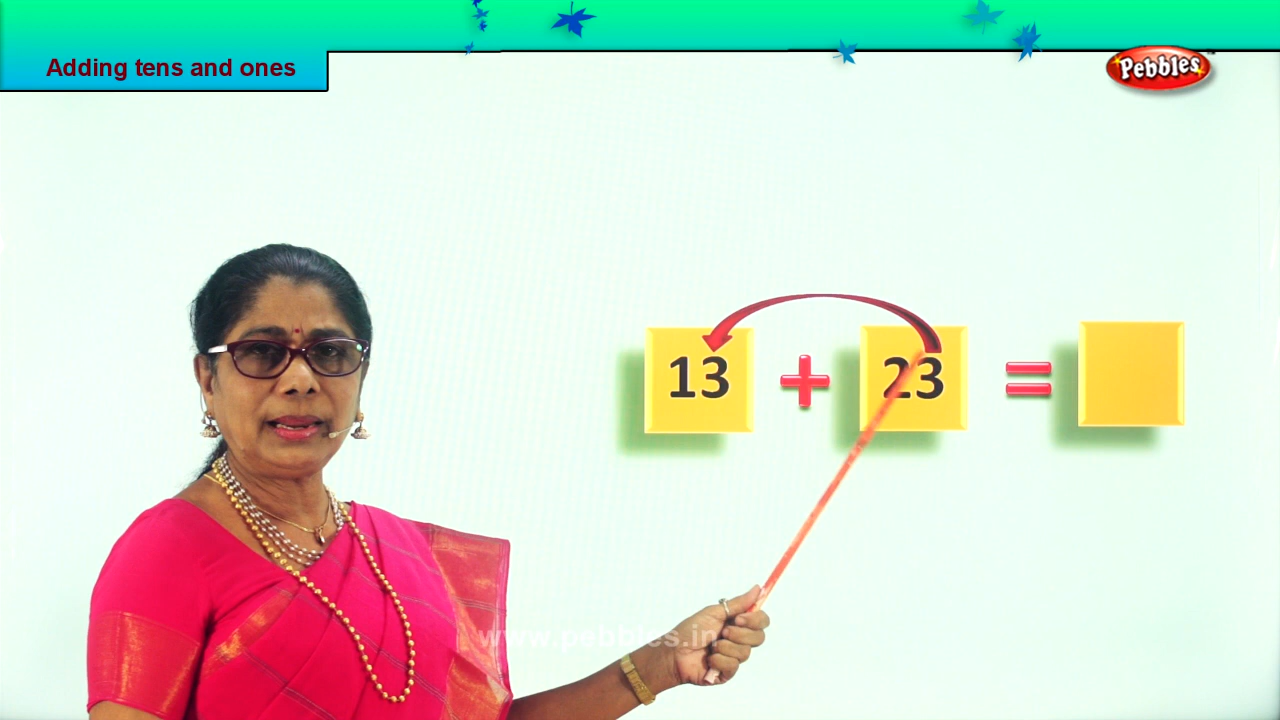 Adding tens and ones
Pebbles
13 + 23 =
www.pebbles.in